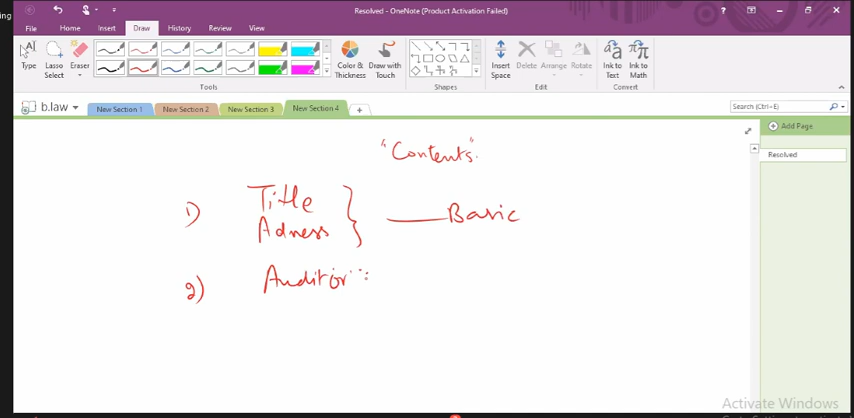 ing
Resolved - OneNote (Product Activation Failed)
File Home Insert Draw History Review View
Type
Lasso Select
Eraser
Color & Thickness
Draw with Touch
Insert Space
Delete
Arrange
Rotate
Ink to Text
Ink to Math
Tools
Shapes
Edit
Convert
b.law
New Section 1
New Section 2
New Section 3
New Section 4
Search (Ctrl+E)
Add Page
Resolved
"Contents".
1) Title
Adress
Basic
2) Auditor
Activate Windows